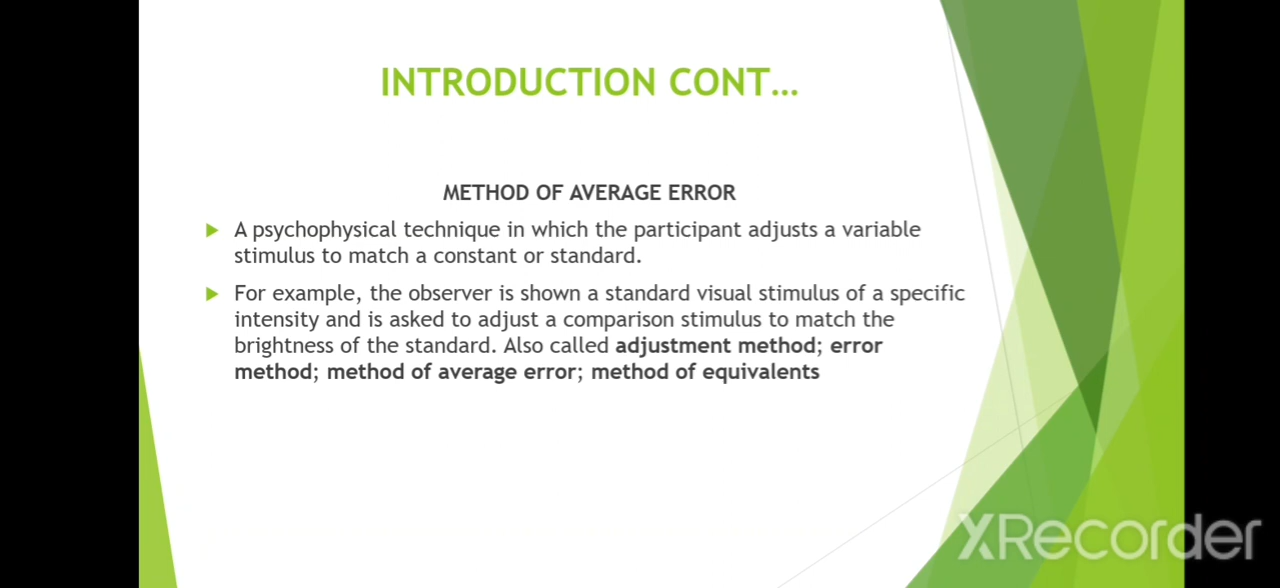 INTRODUCTION CONT…
METHOD OF AVERAGE ERROR
A psychophysical technique in which the participant adjusts a variable
stimulus to match a constant or standard.
For example, the observer is shown a standard visual stimulus of a specific
intensity and is asked to adjust a comparison stimulus to match the
brightness of the standard. Also called adjustment method; error
method; method of average error; method of equivalents
XRecorder